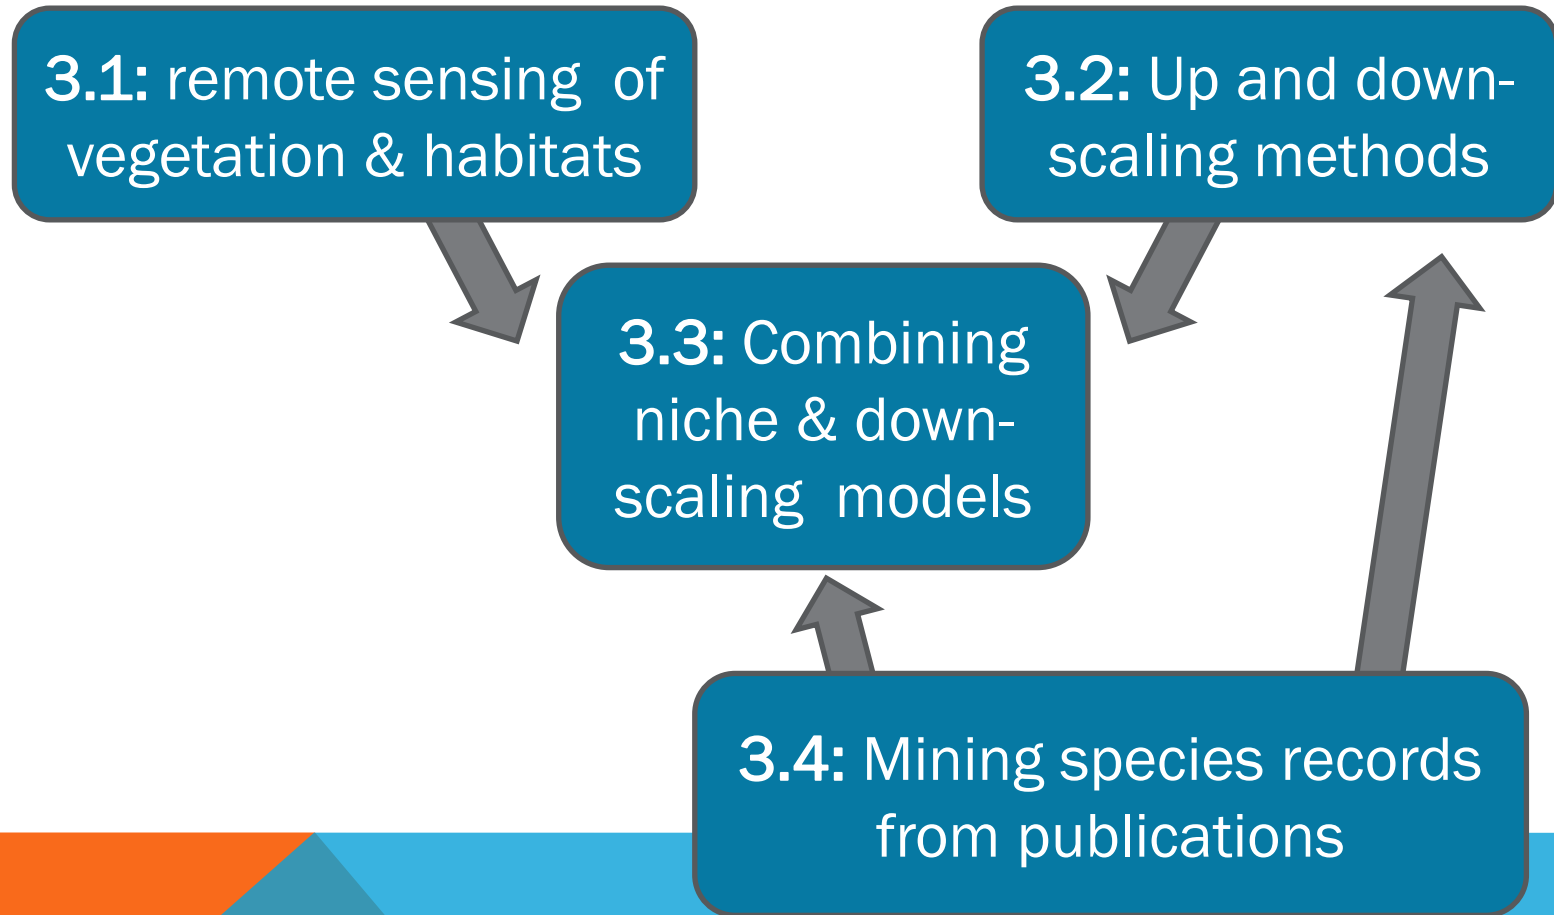 3.1: remote sensing  of
vegetation & habitats
3.2: Up and down-
scaling methods
3.3: Combining
niche & down-
scaling  models
3.4: Mining species records
from publications